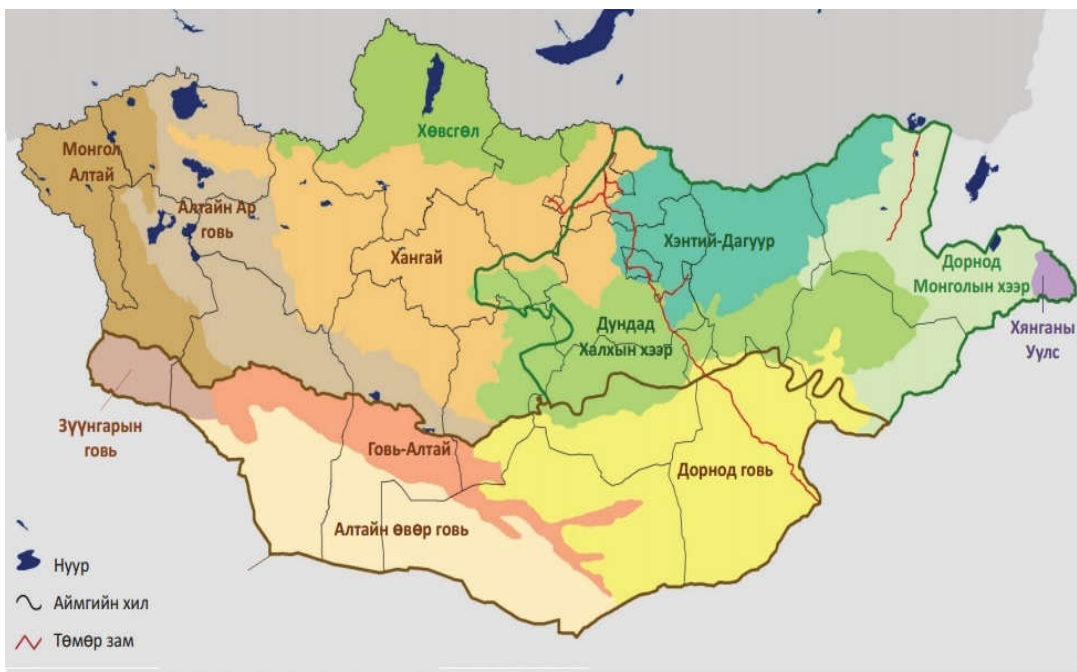 Хөвсгөл
Монгол
Алтай
Алтайн Ар
говь
Хангай
Хэнтий-Дагуур
Дорнод
Монголын хээр
Дундад
Халхын хээр
Хянганы
Уулс
Зүүнгарын
говь
Говь-Алтай
Дорнод говь
Алтайн өвөр говь
Нуур
Аймгийн хил
Төмөр зам